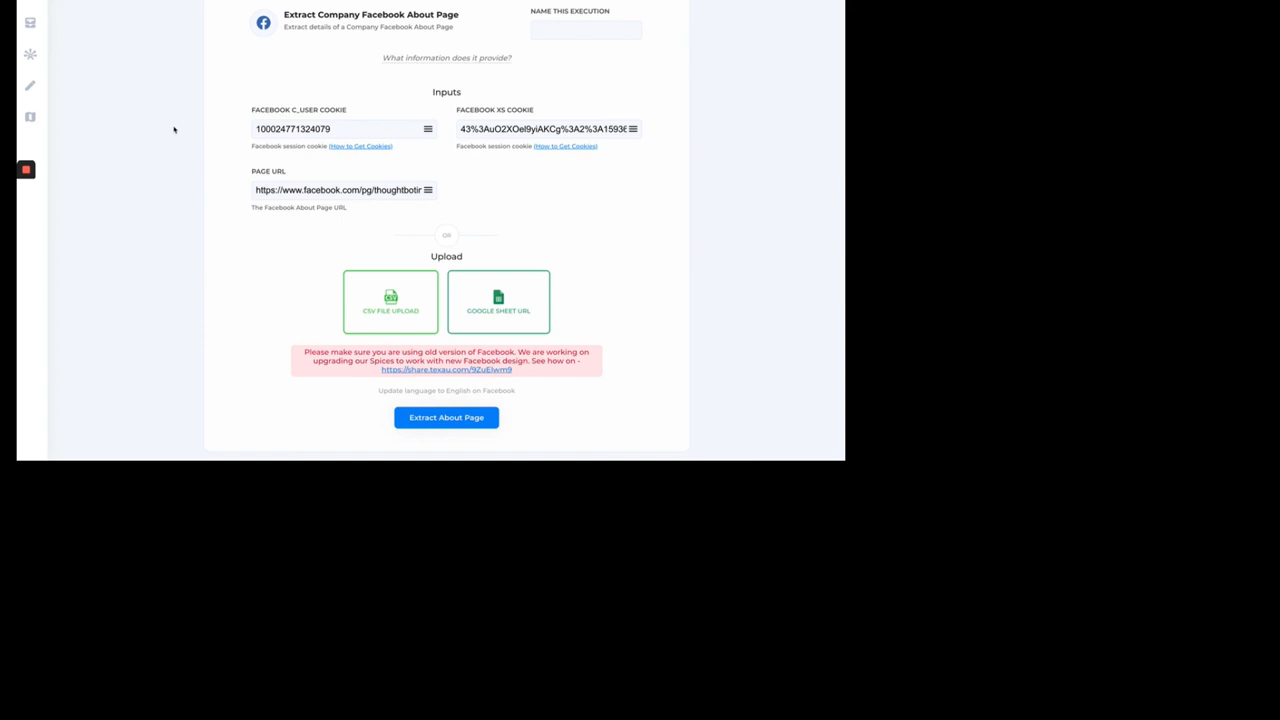 Extract Company Facebook About Page
Extract details of a Company Facebook About Page
NAME THIS EXECUTION
What information does it provide?
Inputs
FACEBOOK C_USER COOKIE
FACEBOOK XS COOKIE
100024771324079
43%3AuO2XOel9yiAKCg%3A2%3A1593€
Facebook session cookie (How to Get Cookies)
Facebook session cookie (How to Get Cookies)
PAGE URL
https://www.facebook.com/pg/thoughtbotir
The Facebook About Page URL
OR
Upload
CSV
CSV FILE UPLOAD
GOOGLE SHEET URL
Please make sure you are using old version of Facebook. We are working on
upgrading our Spices to work with new Facebook design. See how on -
https://share.texau.com/9ZuElwm9
Update language to English on Facebook
Extract About Page